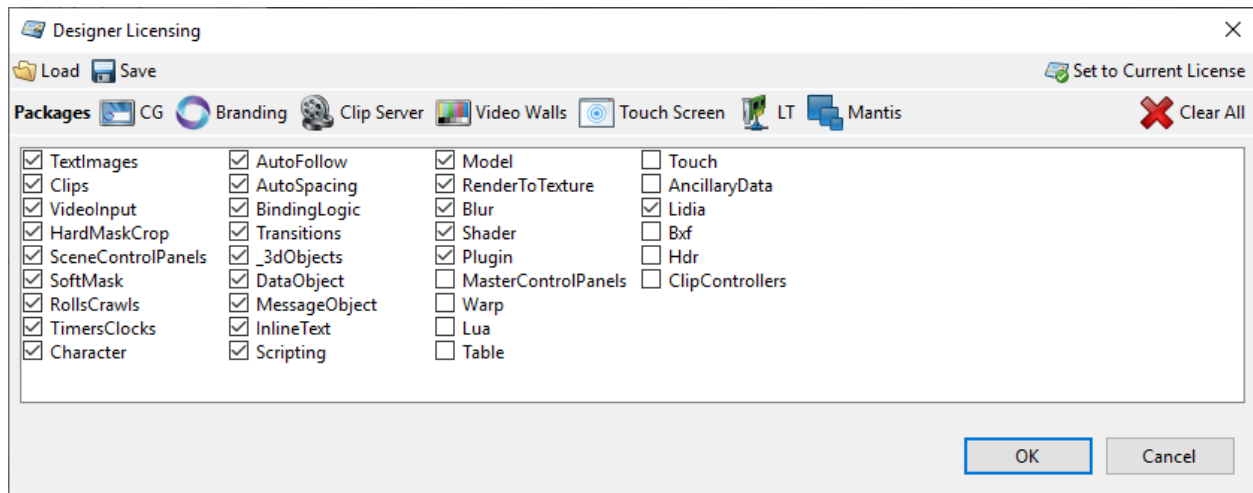 Designer Licensing
Load Save Set to Current License
Packages CG Branding Clip Server Video Walls Touch Screen LT Mantis Clear All
TextImages AutoFollow Model Touch
Clips AutoSpacing RenderToTexture AncillaryData
VideoInput BindingLogic Blur Lidia
HardMaskCrop Transitions Shader Bxf
SceneControlPanels _3dObjects Plugin Hdr
SoftMask DataObject MasterControlPanels ClipControllers
RollsCrawls MessageObject Warp
TimersClocks InlineText Lua
Character Scripting Table
OK Cancel